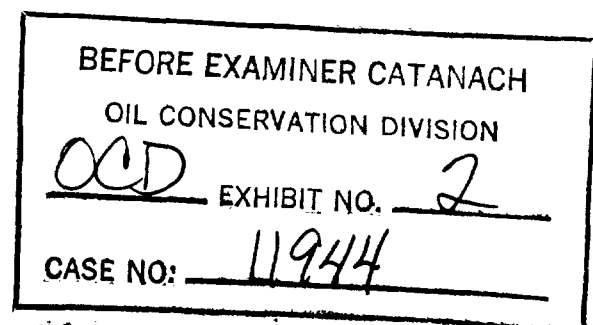 BEFORE EXAMINER CATANACH
OIL CONSERVATION DIVISION
OCD EXHIBIT NO. 2
CASE NO: 11944